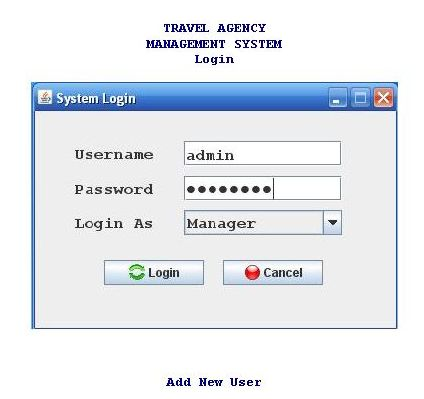 TRAVEL AGENCY
MANAGEMENT SYSTEM
Login
System Login
Username admin
Password ●●●●●●●●
Login As Manager
Login Cancel
Add New User